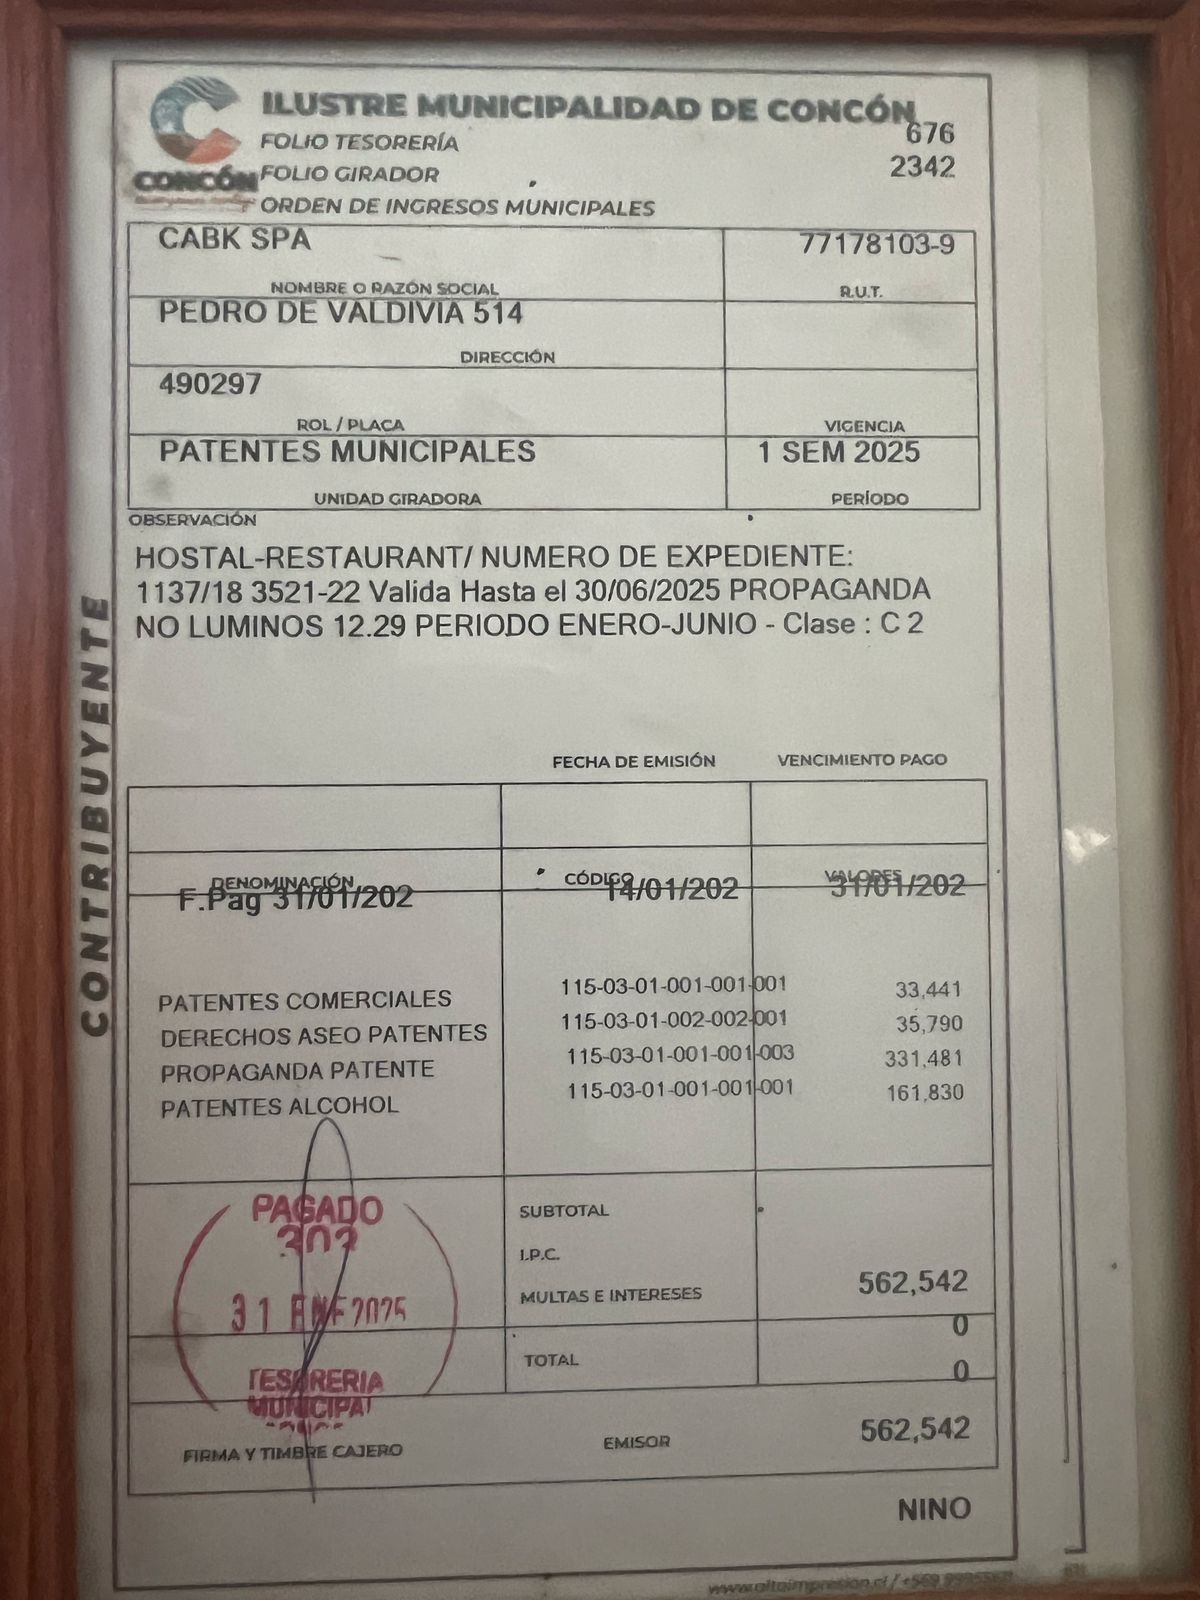 ILUSTRE MUNICIPALIDAD DE CONCÓN
FOLIO TESORERÍA 676
CONCÓN FOLIO GIRADOR 2342
ORDEN DE INGRESOS MUNICIPALES
CABK SPA 77178103-9
NOMBRE O RAZÓN SOCIAL R.U.T.
PEDRO DE VALDIVIA 514
DIRECCIÓN
490297
ROL / PLACA VIGENCIA
PATENTES MUNICIPALES 1 SEM 2025
UNIDAD GIRADORA PERÍODO
OBSERVACIÓN
HOSTAL-RESTAURANT/ NUMERO DE EXPEDIENTE:
1137/18 3521-22 Valida Hasta el 30/06/2025 PROPAGANDA
NO LUMINOS 12.29 PERIODO ENERO-JUNIO - Clase : C 2
CONTRIBUYENTE
FECHA DE EMISIÓN VENCIMIENTO PAGO
DENOMINACIÓN CÓDIGO VALORES
F.Pag 31/01/202 14/01/202 31/01/202
PATENTES COMERCIALES 115-03-01-001-001-001 33,441
DERECHOS ASEO PATENTES 115-03-01-002-002-001 35,790
PROPAGANDA PATENTE 115-03-01-001-001-003 331,481
PATENTES ALCOHOL 115-03-01-001-001-001 161,830
PAGADO
31 ENE 2025
TESORERIA
MUNICIPAL
SUBTOTAL
I.P.C.
MULTAS E INTERESES 562,542
0
TOTAL 0
FIRMA Y TIMBRE CAJERO EMISOR 562,542
NINO